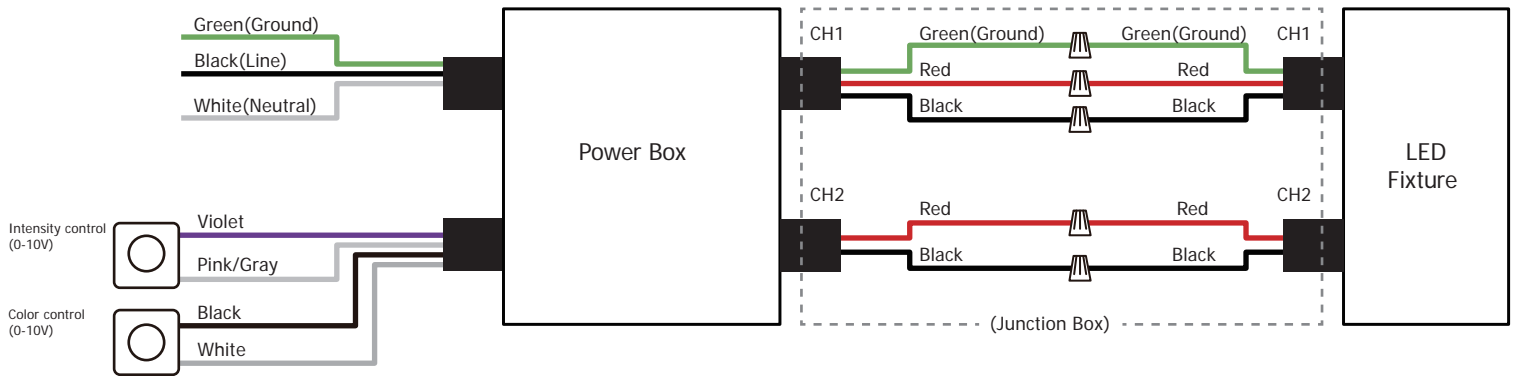 Green(Ground)
Black(Line)
White(Neutral)
Intensity control
(0-10V)
Violet
Pink/Gray
Color control
(0-10V)
Black
White
Power Box
CH1
Green(Ground)
Green(Ground)
CH1
Red
Red
Black
Black
CH2
Red
Red
CH2
Black
Black
(Junction Box)
LED
Fixture